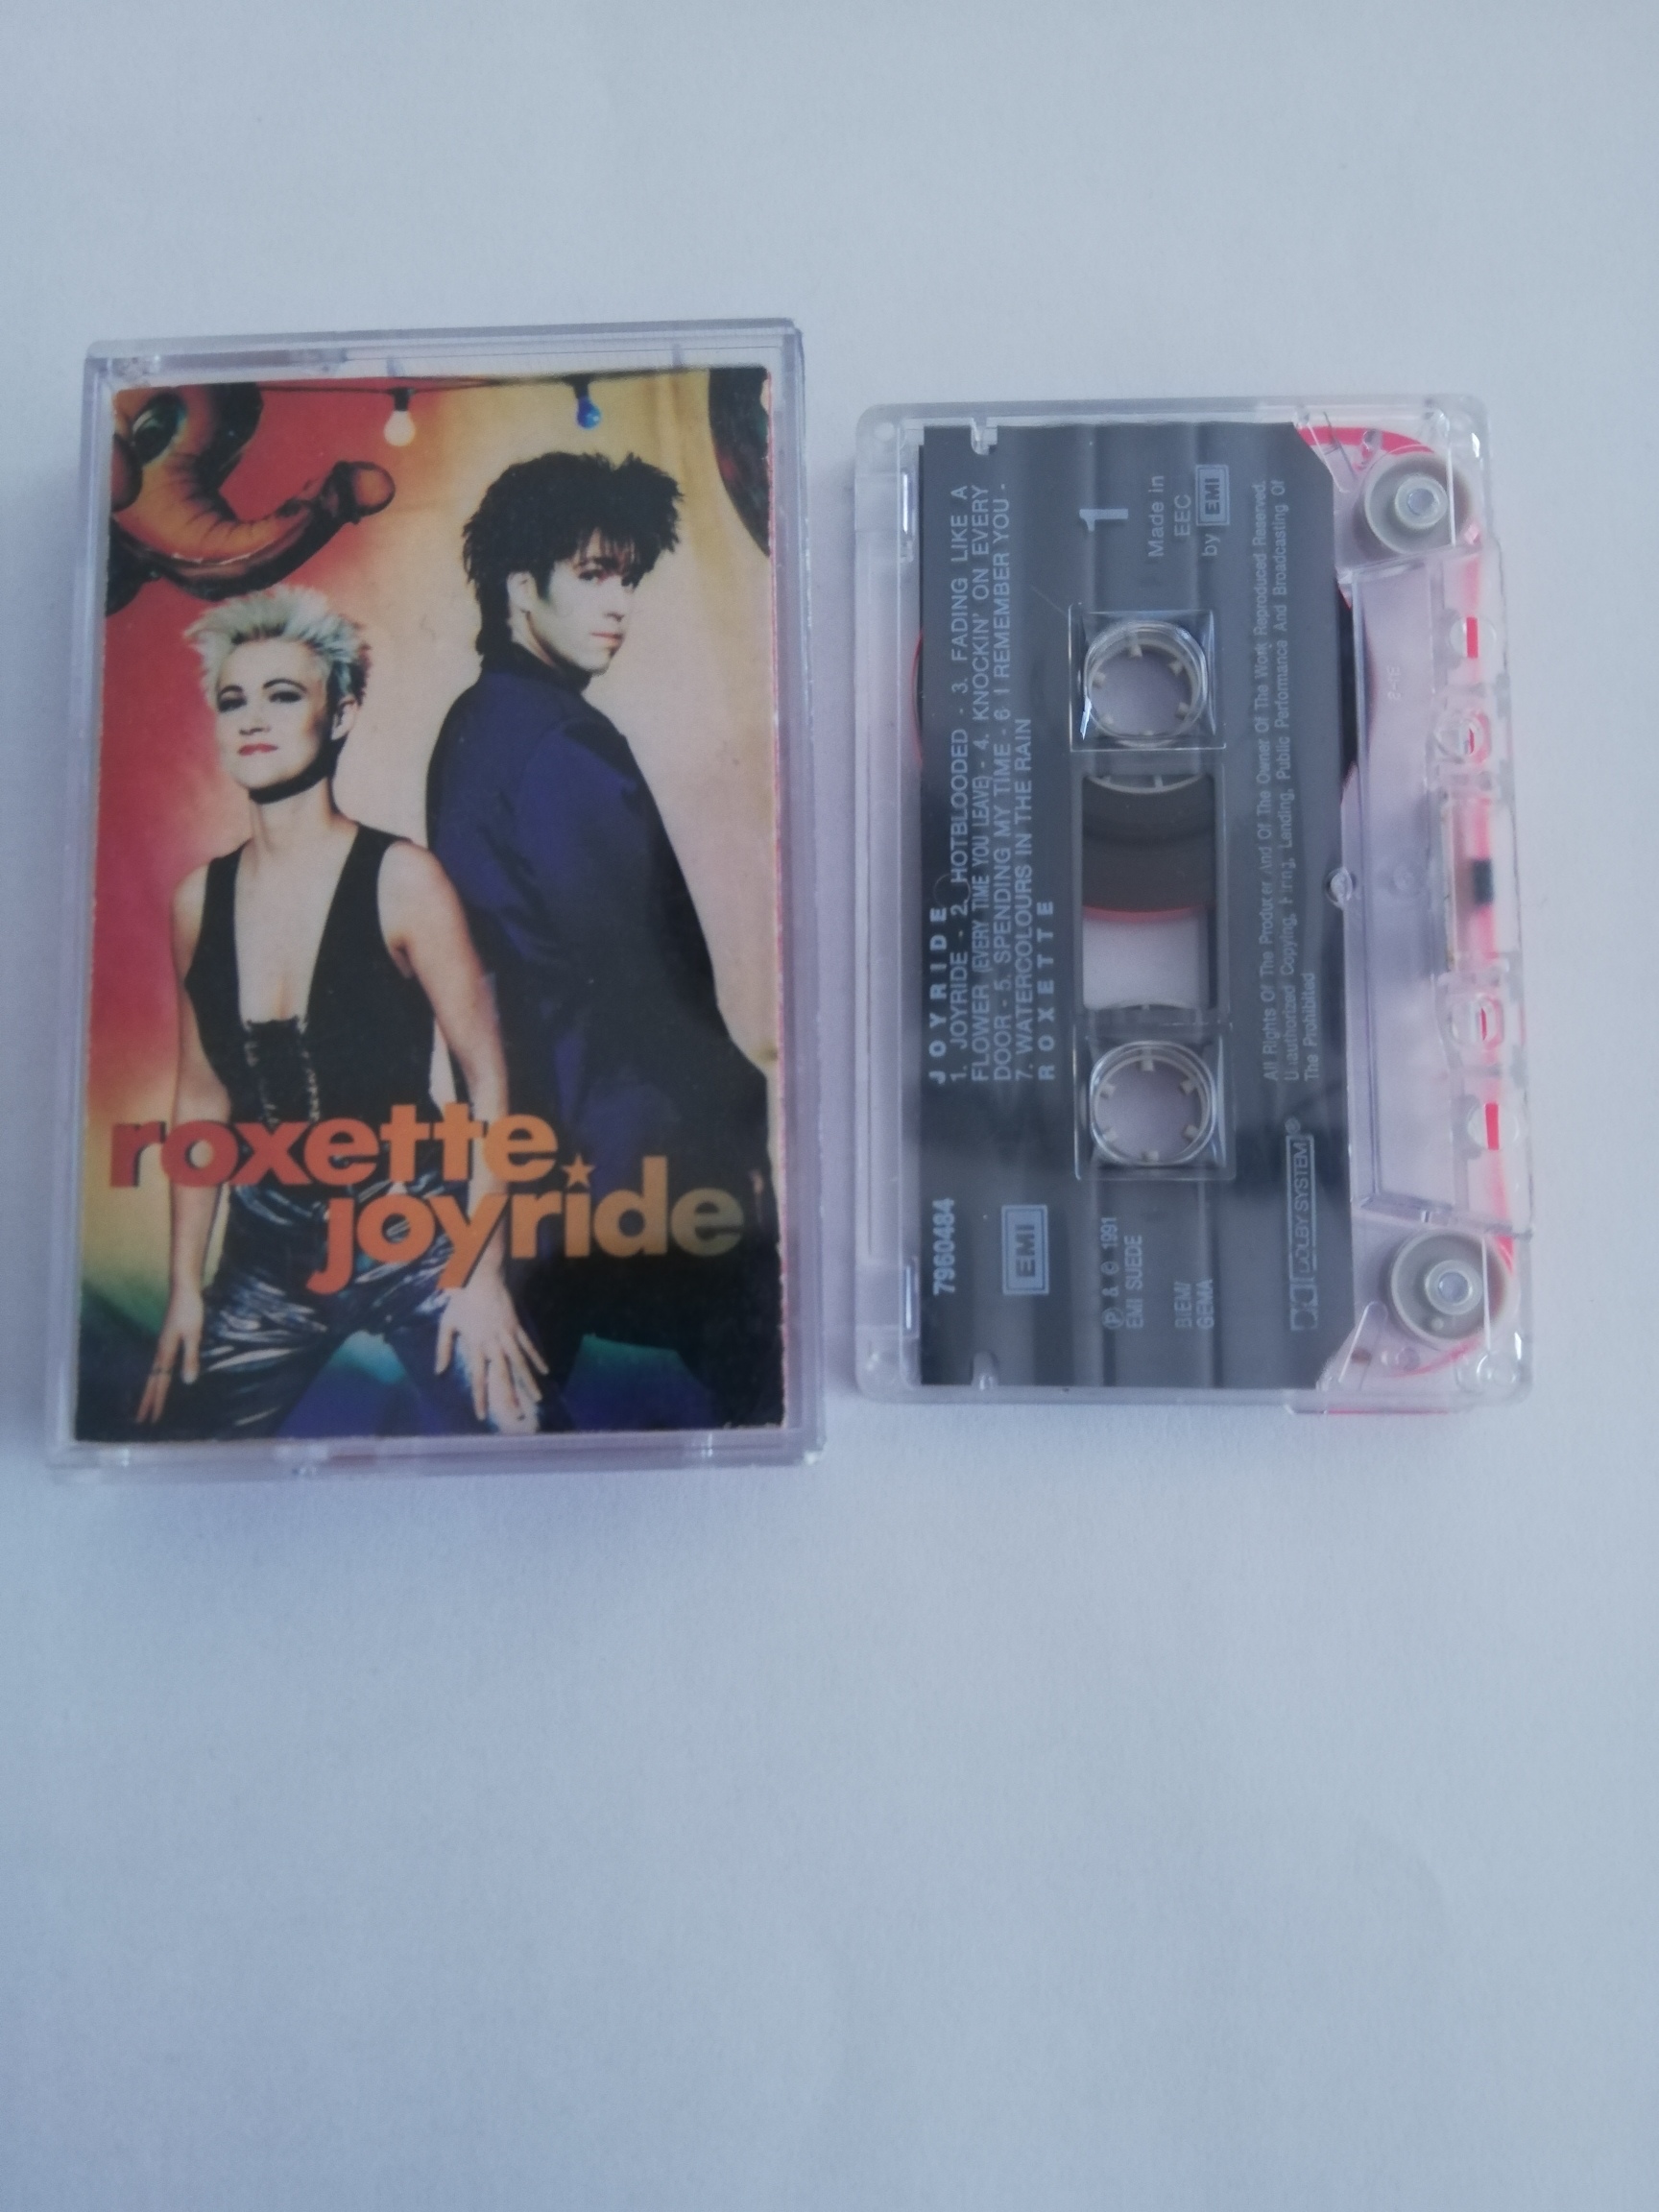 roxette
joyride
JOYRIDE
1. JOYRIDE - 2. HOTBLOODED - 3. FADING LIKE A
FLOWER (EVERY TIME YOU LEAVE) - 4. KNOCKIN' ON EVERY
DOOR - 5. SPENDING MY TIME - 6. I REMEMBER YOU -
7. WATERCOLOURS IN THE RAIN
ROXETTE
7960484
EMI
℗ & © 1991
EMI SUEDE
BIEM/
GEMA
1
Made in
EEC
by EMI
All Rights Of The Producer And Of The Owner Of The Work Reproduced Reserved.
Unauthorized Copying, Hiring, Lending, Public Performance And Broadcasting Of
The Prohibited
DOLBY SYSTEM®